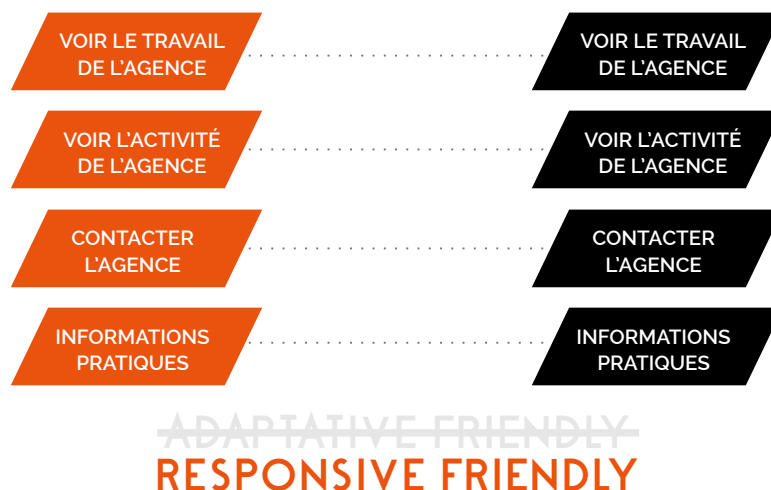 VOIR LE TRAVAIL
DE L'AGENCE
VOIR LE TRAVAIL
DE L'AGENCE
VOIR L'ACTIVITÉ
DE L'AGENCE
VOIR L'ACTIVITÉ
DE L'AGENCE
CONTACTER
L'AGENCE
CONTACTER
L'AGENCE
INFORMATIONS
PRATIQUES
INFORMATIONS
PRATIQUES
ADAPTATIVE FRIENDLY
RESPONSIVE FRIENDLY